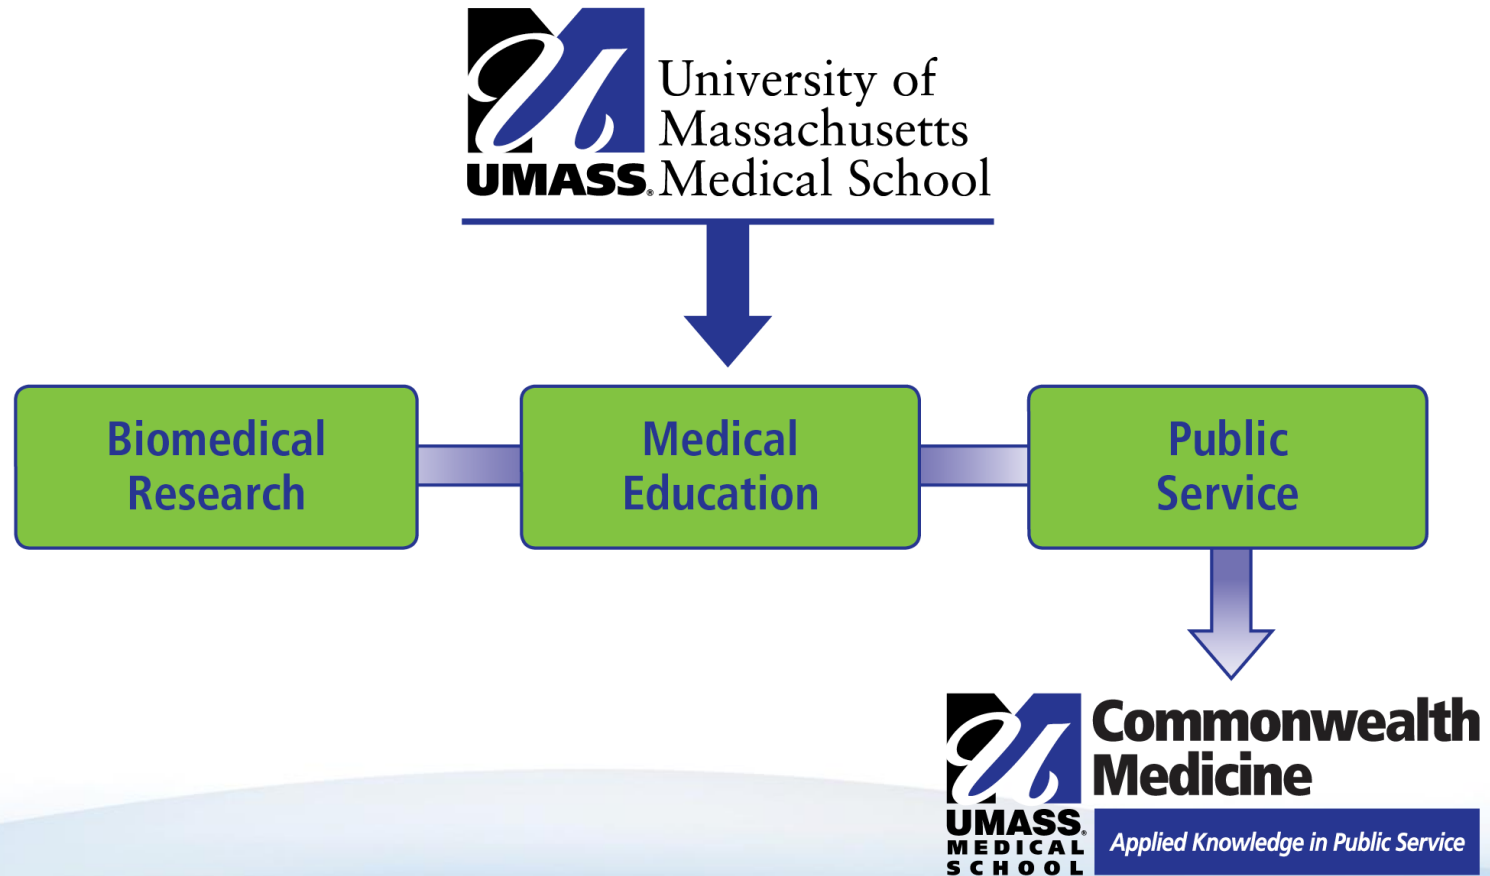 University of
Massachusetts
UMASS® Medical School
Biomedical
Research
Medical
Education
Public
Service
Commonwealth
Medicine
UMASS®
MEDICAL
SCHOOL
Applied Knowledge in Public Service